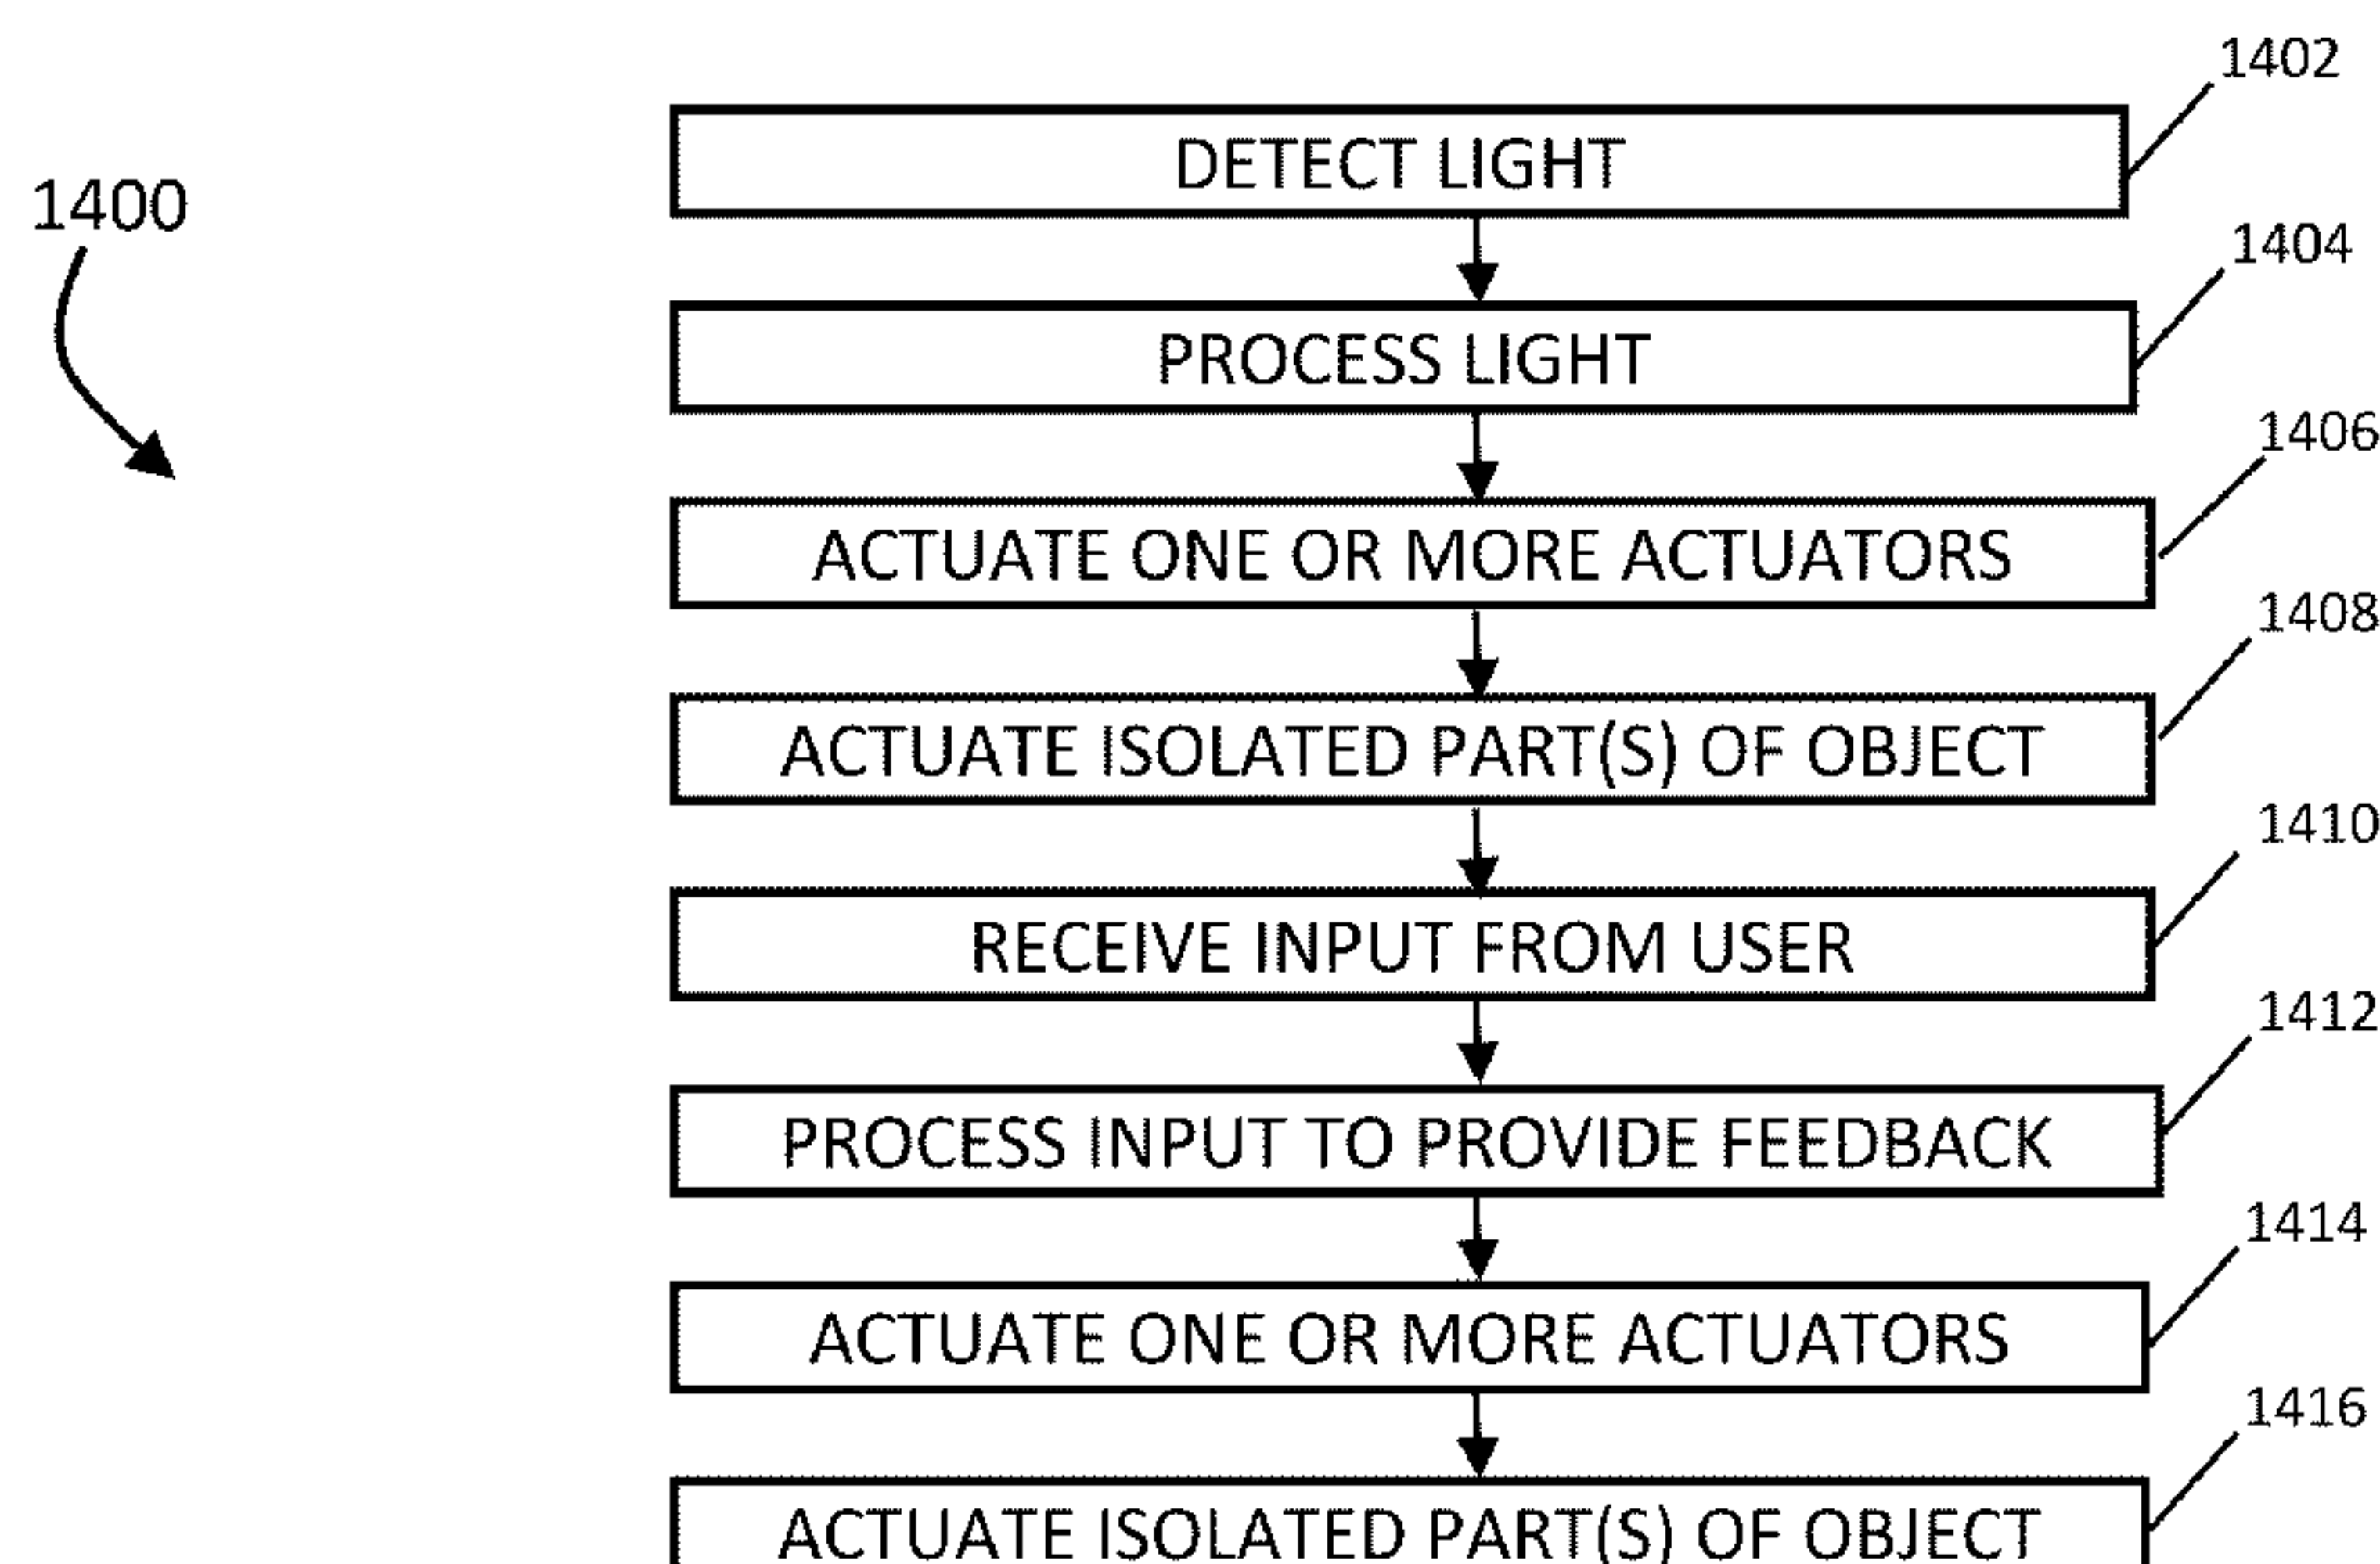 1402
DETECT LIGHT
1400
1404
PROCESS LIGHT
1406
ACTUATE ONE OR MORE ACTUATORS
1408
ACTUATE ISOLATED PART(S) OF OBJECT
1410
RECEIVE INPUT FROM USER
1412
PROCESS INPUT TO PROVIDE FEEDBACK
1414
ACTUATE ONE OR MORE ACTUATORS
1416
ACTUATE ISOLATED PART(S) OF OBJECT